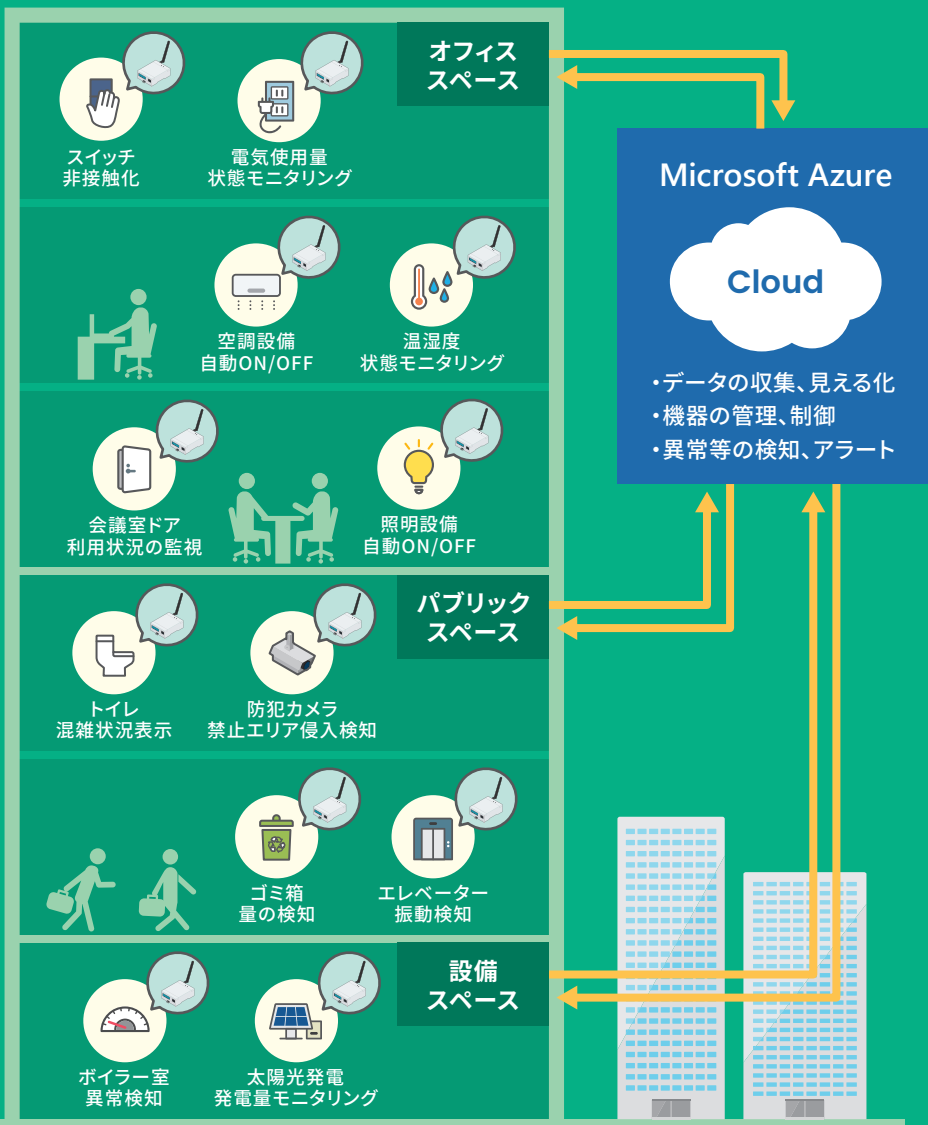 オフィス
スペース
スイッチ
非接触化
電気使用量
状態モニタリング
空調設備
自動ON/OFF
温湿度
状態モニタリング
会議室ドア
利用状況の監視
照明設備
自動ON/OFF
パブリック
スペース
トイレ
混雑状況表示
防犯カメラ
禁止エリア侵入検知
ゴミ箱
量の検知
エレベーター
振動検知
設備
スペース
ボイラー室
異常検知
太陽光発電
発電量モニタリング
Microsoft Azure
Cloud
・データの収集、見える化
・機器の管理、制御
・異常等の検知、アラート